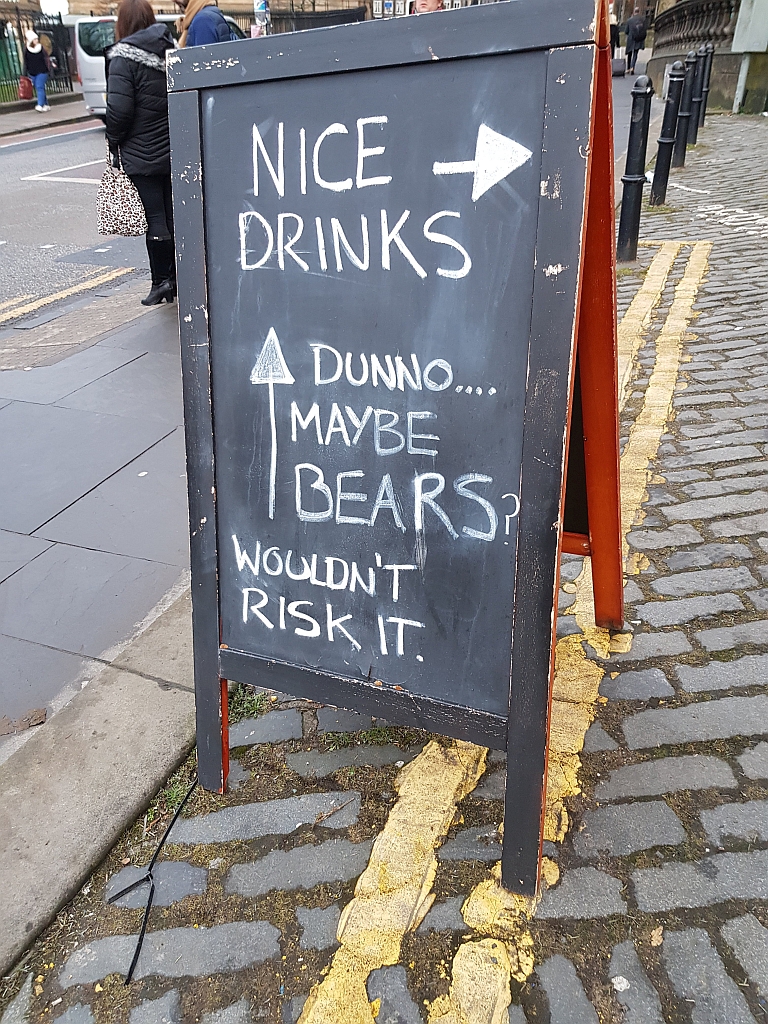 NICE
DRINKS
DUNNO....
MAYBE
BEARS?
WOULDN'T
RISK IT.